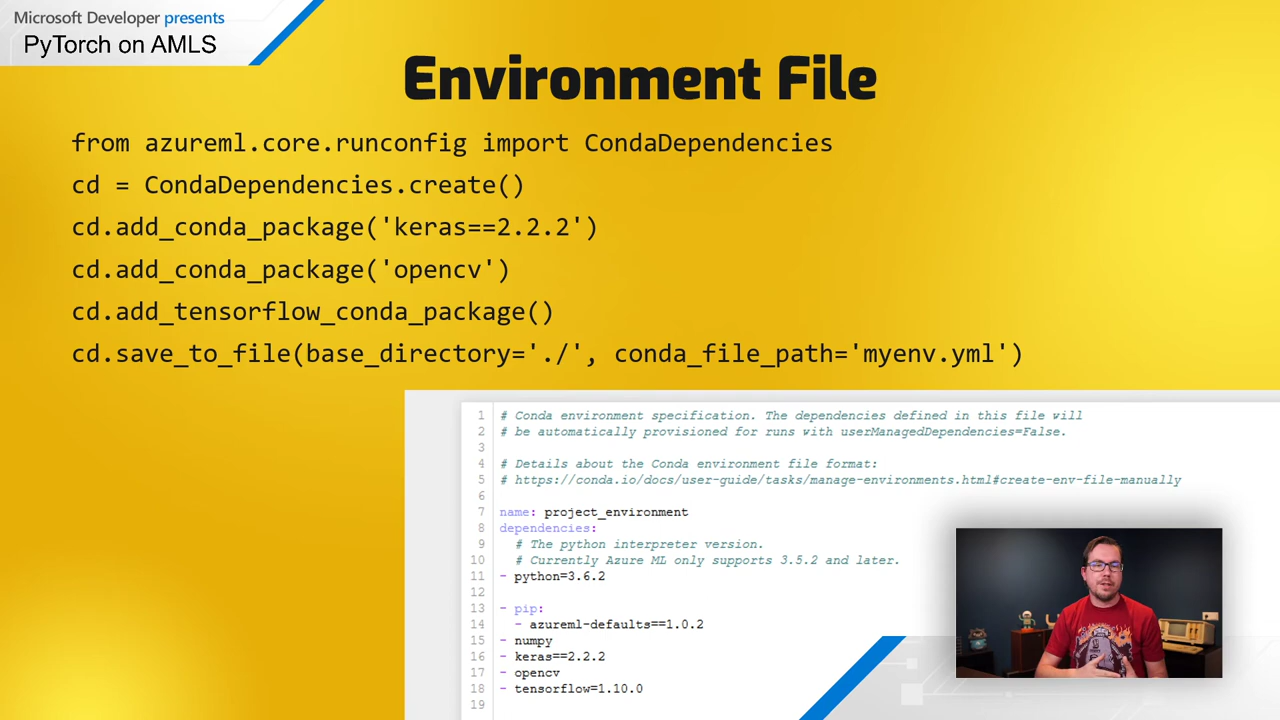 Microsoft Developer presents
PyTorch on AMLS
Environment File
from azureml.core.runconfig import CondaDependencies
cd = CondaDependencies.create()
cd.add_conda_package('keras==2.2.2')
cd.add_conda_package('opencv')
cd.add_tensorflow_conda_package()
cd.save_to_file(base_directory='./', conda_file_path='myenv.yml')
1 # Conda environment specification. The dependencies defined in this file will
2 # be automatically provisioned for runs with userManagedDependencies=False.
3
4 # Details about the Conda environment file format:
5 # https://conda.io/docs/user-guide/tasks/manage-environments.html#create-env-file-manually
6
7 name: project_environment
8 dependencies:
9 # The python interpreter version.
10 # Currently Azure ML only supports 3.5.2 and later.
11 - python=3.6.2
12
13 - pip:
14 - azureml-defaults==1.0.2
15 - numpy
16 - keras==2.2.2
17 - opencv
18 - tensorflow=1.10.0
19